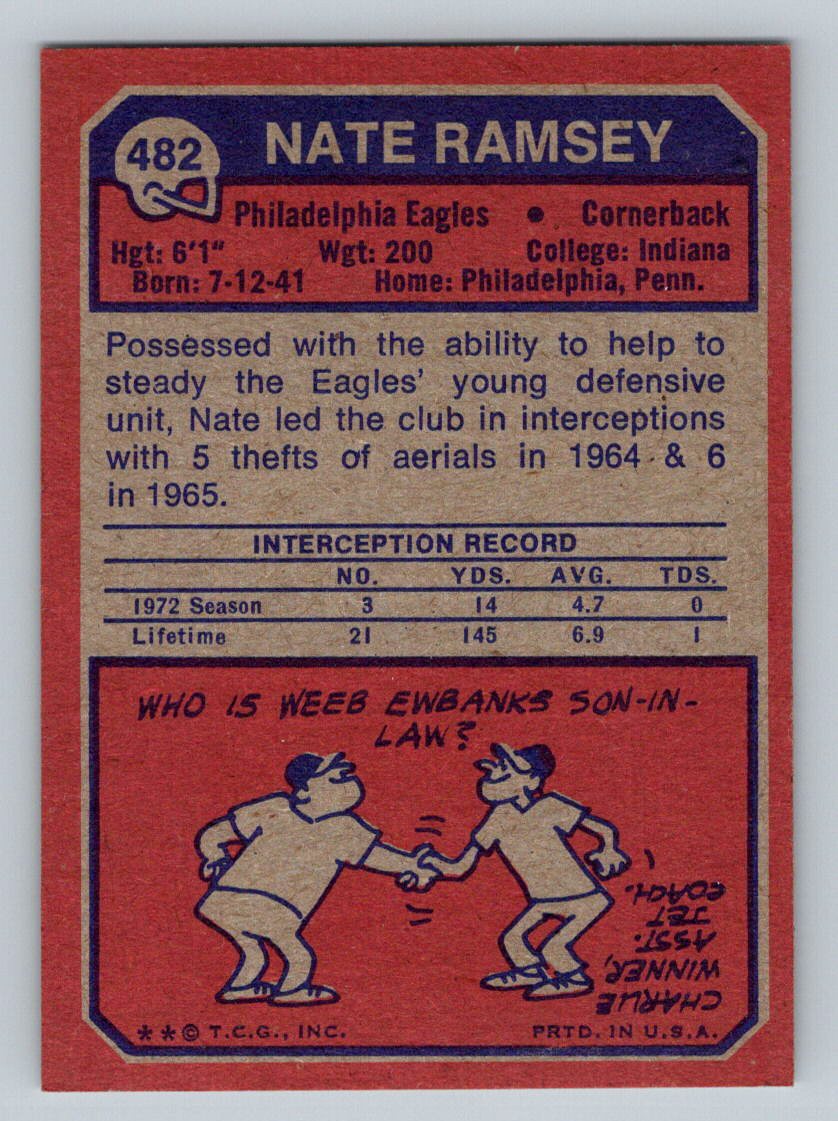 482
NATE RAMSEY
Philadelphia Eagles • Cornerback
Hgt: 6'1" Wgt: 200 College: Indiana
Born: 7-12-41 Home: Philadelphia, Penn.
Possessed with the ability to help to
steady the Eagles' young defensive
unit, Nate led the club in interceptions
with 5 thefts of aerials in 1964 & 6
in 1965.
INTERCEPTION RECORD
NO. YDS. AVG. TDS.
1972 Season 3 14 4.7 0
Lifetime 21 145 6.9 1
WHO IS WEEB EWBANKS SON-IN-
LAW?
CHARLIE
WINNER,
ASST.
JET
COACH.
**© T.C.G., INC. PRTD. IN U.S.A.